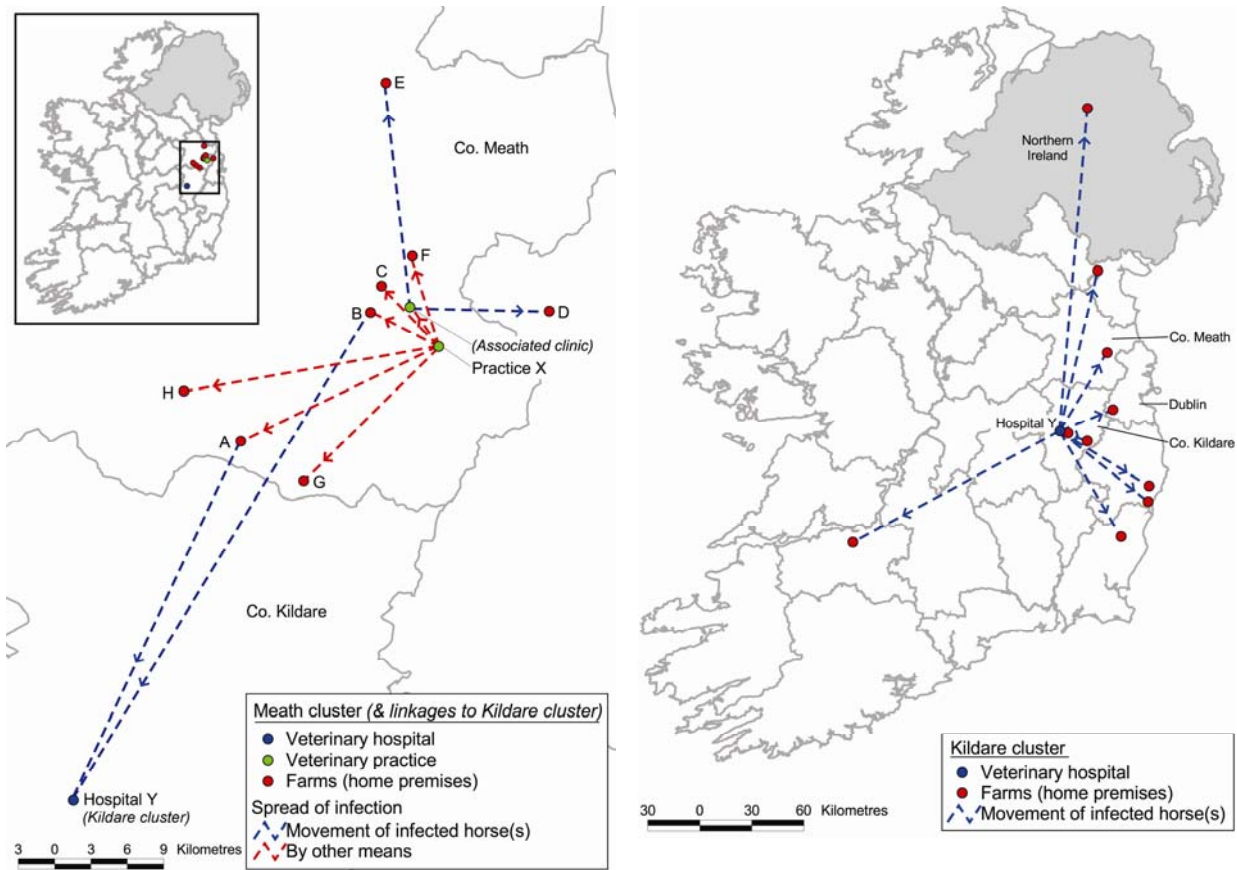 E
Co. Meath
F
C
B
D
(Associated clinic)
Practice X
H
A
G
Co. Kildare
Hospital Y
(Kildare cluster)
3 0 3 6 9 Kilometres
Meath cluster (& linkages to Kildare cluster)
Veterinary hospital
Veterinary practice
Farms (home premises)
Spread of infection
Movement of infected horse(s)
By other means
Northern
Ireland
Co. Meath
Dublin
Hospital Y
Co. Kildare
30 0 30 60 Kilometres
Kildare cluster
Veterinary hospital
Farms (home premises)
Movement of infected horse(s)